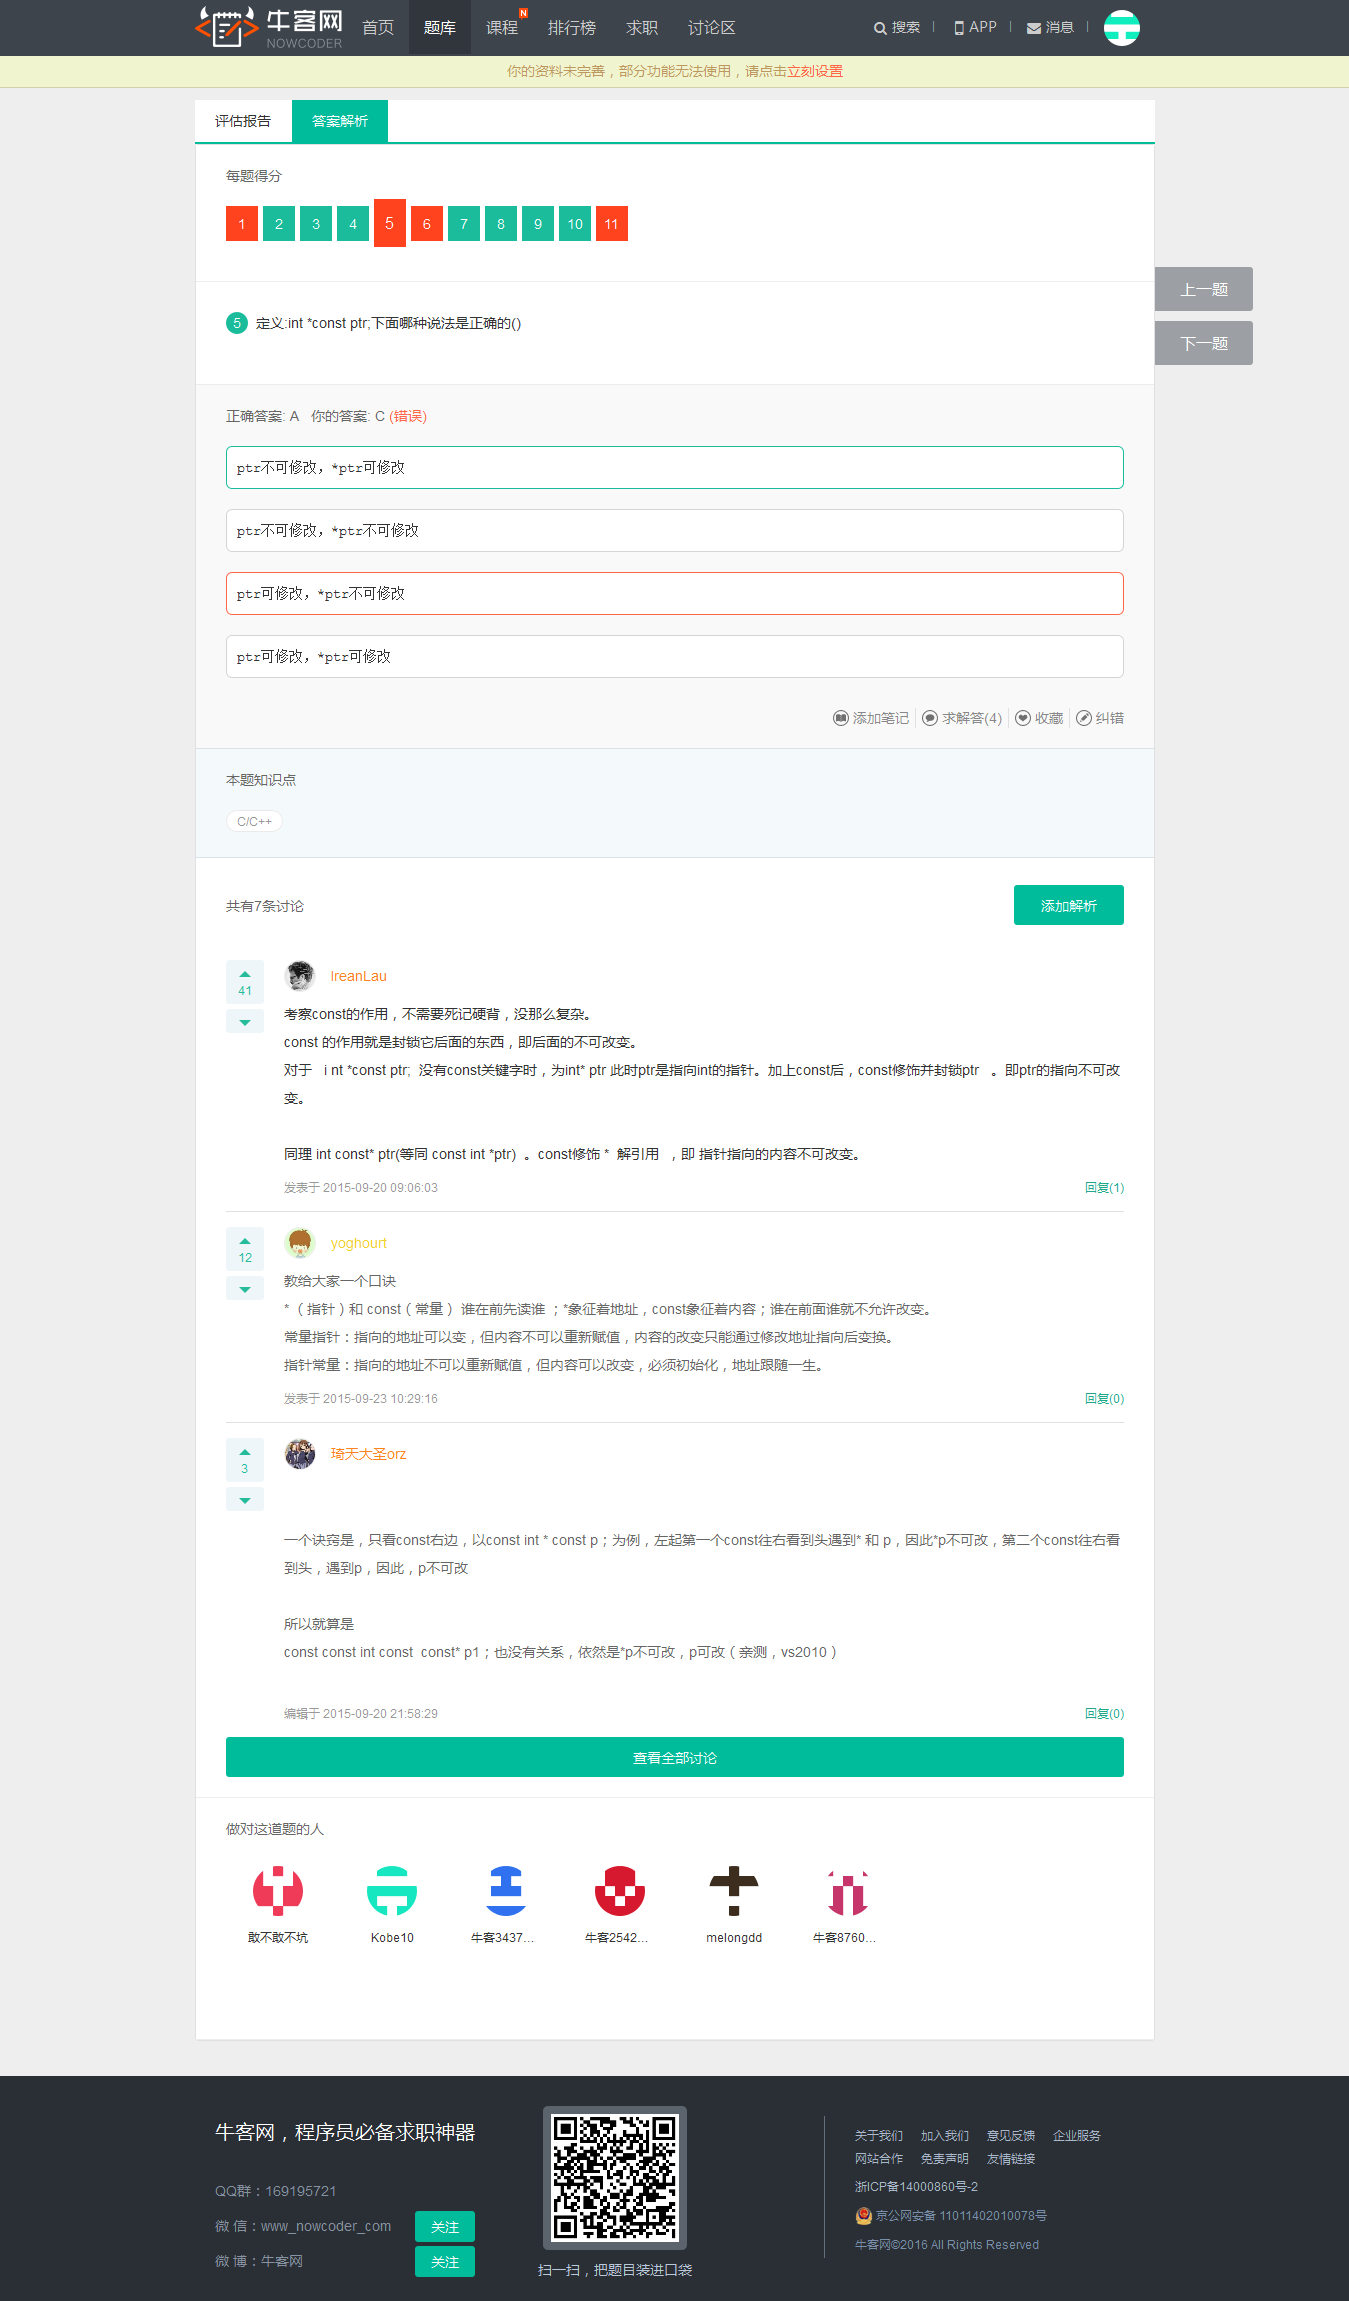 牛客网
NOWCODER
首页 题库 课程 N 排行榜 求职 讨论区 搜索 APP 消息
你的资料未完善，部分功能无法使用，请点击立刻设置
评估报告 答案解析
每题得分
1 2 3 4 5 6 7 8 9 10 11
上一题
5 定义:int *const ptr;下面哪种说法是正确的()
下一题
正确答案: A 你的答案: C (错误)
ptr不可修改，*ptr可修改
ptr不可修改，*ptr不可修改
ptr可修改，*ptr不可修改
ptr可修改，*ptr可修改
添加笔记 求解答(4) 收藏 纠错
本题知识点
C/C++
共有7条讨论 添加解析
41
IreanLau
考察const的作用，不需要死记硬背，没那么复杂。
const 的作用就是封锁它后面的东西，即后面的不可改变。
对于 i nt *const ptr; 没有const关键字时，为int* ptr 此时ptr是指向int的指针。加上const后，const修饰并封锁ptr 。即ptr的指向不可改
变。
同理 int const* ptr(等同 const int *ptr) 。const修饰 * 解引用 ，即 指针指向的内容不可改变。
发表于 2015-09-20 09:06:03 回复(1)
12
yoghourt
教给大家一个口诀
*（指针）和 const（常量） 谁在前先读谁 ；*象征着地址，const象征着内容；谁在前面谁就不允许改变。
常量指针：指向的地址可以变，但内容不可以重新赋值，内容的改变只能通过修改地址指向后变换。
指针常量：指向的地址不可以重新赋值，但内容可以改变，必须初始化，地址跟随一生。
发表于 2015-09-23 10:29:16 回复(0)
3
琦天大圣orz
一个诀窍是，只看const右边，以const int * const p；为例，左起第一个const往右看到头遇到* 和 p，因此*p不可改，第二个const往右看
到头，遇到p，因此，p不可改
所以就算是
const const int const const* p1；也没有关系，依然是*p不可改，p可改（亲测，vs2010）
编辑于 2015-09-20 21:58:29 回复(0)
查看全部讨论
做对这道题的人
敢不敢不坑 Kobe10 牛客3437... 牛客2542... melongdd 牛客8760...
牛客网，程序员必备求职神器
QQ群：169195721
微 信：www_nowcoder_com 关注
微 博：牛客网 关注
扫一扫，把题目装进口袋
关于我们 加入我们 意见反馈 企业服务
网站合作 免责声明 友情链接
浙ICP备14000860号-2
京公网安备 11011402010078号
牛客网©2016 All Rights Reserved